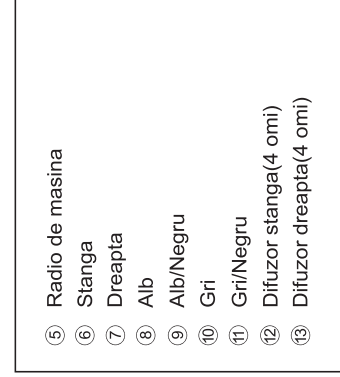 ⑤ Radio de masina
⑥ Stanga
⑦ Dreapta
⑧ Alb
⑨ Alb/Negru
⑩ Gri
⑪ Gri/Negru
⑫ Difuzor stanga(4 omi)
⑬ Difuzor dreapta(4 omi)